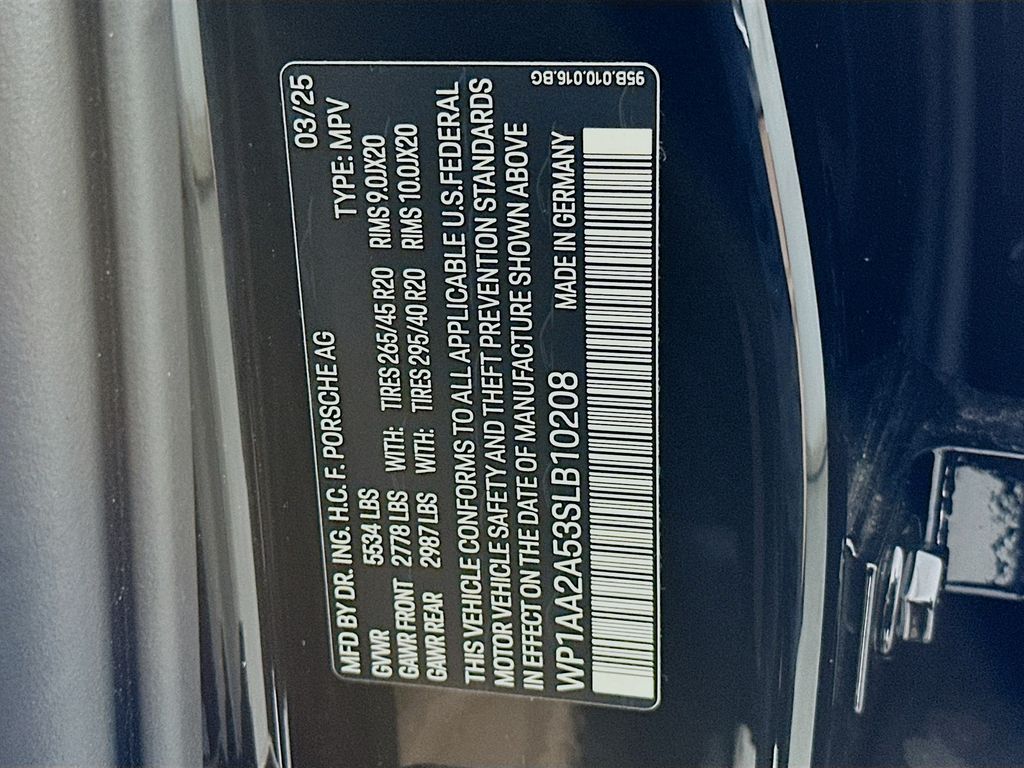 03/25
MFD BY DR. ING. H.C. F. PORSCHE AG TYPE: MPV
GVWR 5534 LBS
GAWR FRONT 2778 LBS WITH: TIRES 265/45 R20 RIMS 9.0JX20
GAWR REAR 2987 LBS WITH: TIRES 295/40 R20 RIMS 10.0JX20
THIS VEHICLE CONFORMS TO ALL APPLICABLE U.S.FEDERAL
MOTOR VEHICLE SAFETY AND THEFT PREVENTION STANDARDS
IN EFFECT ON THE DATE OF MANUFACTURE SHOWN ABOVE
WP1AA2A53SLB10208 MADE IN GERMANY
95B.010.016.BG